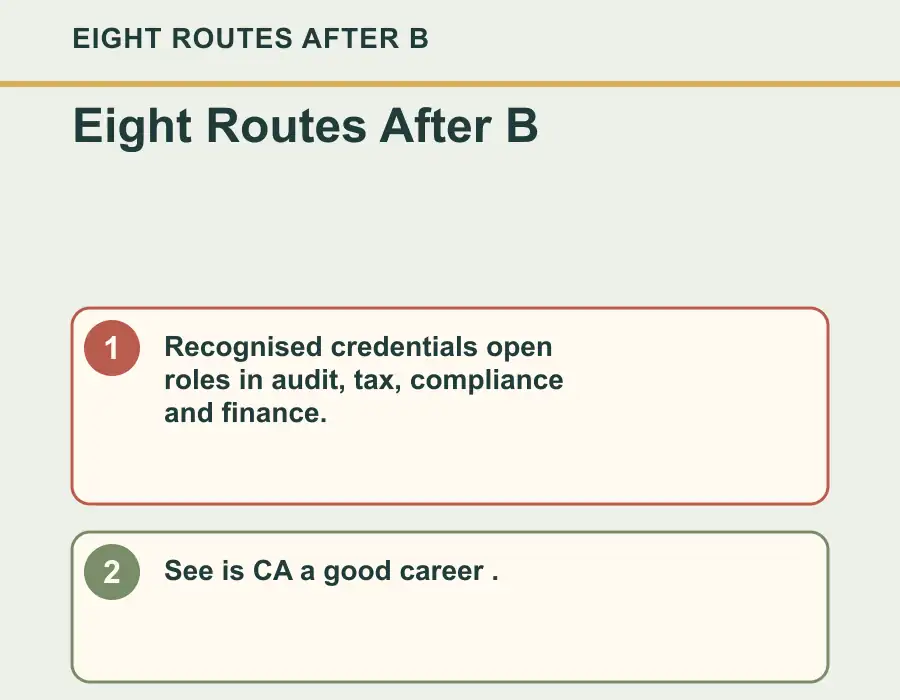 EIGHT ROUTES AFTER B
Eight Routes After B
1
Recognised credentials open
roles in audit, tax, compliance
and finance.
2
See is CA a good career .